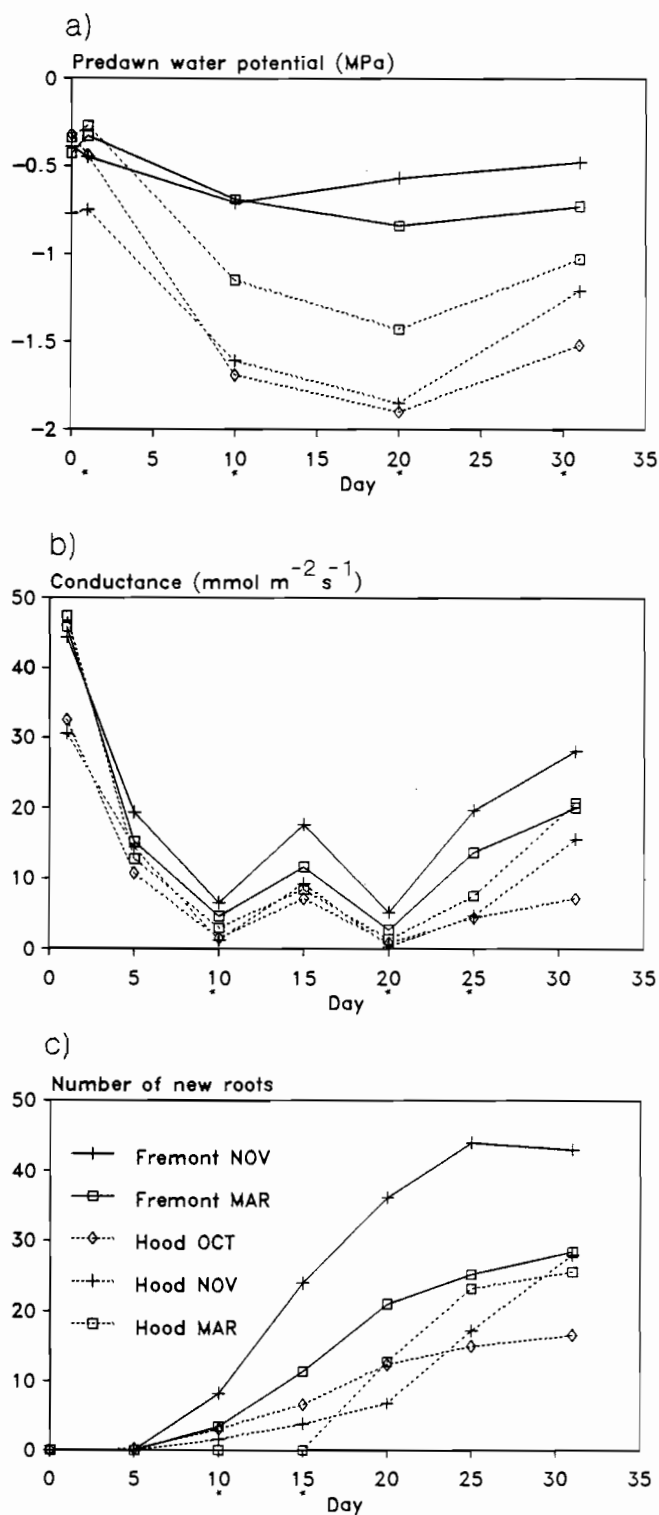 a)
Predawn water potential (MPa)
0
-0.5
-1
-1.5
-2
0 5 10 15 20 25 30 35
* * * *
Day
b)
Conductance (mmol m⁻² s⁻¹)
50
40
30
20
10
0
0 5 10 15 20 25 30 35
* * *
Day
c)
Number of new roots
50
40
30
20
10
0
Fremont NOV
Fremont MAR
Hood OCT
Hood NOV
Hood MAR
0 5 10 15 20 25 30 35
* *
Day